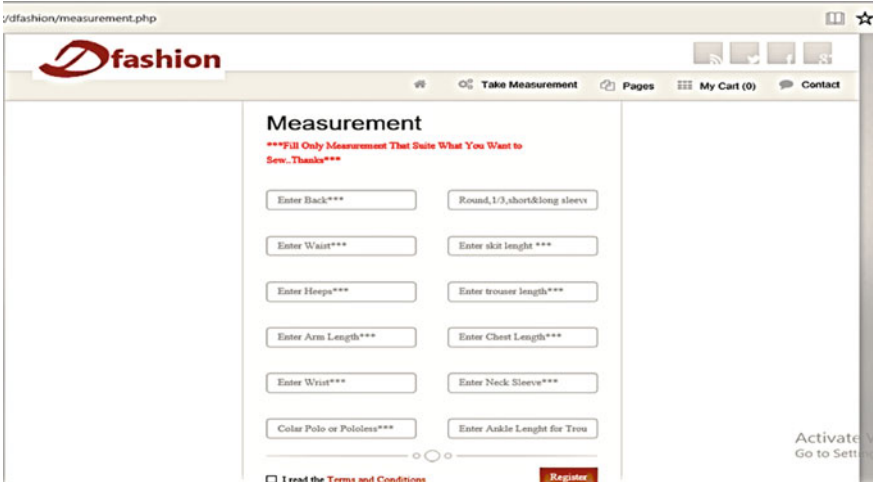 /dfashion/measurement.php
Dfashion
Take Measurement Pages My Cart (0) Contact
Measurement
***Fill Only Measurement That Suite What You Want to
Sew..Thanks***
Enter Back*** Round,1/3,short&long sleeve
Enter Waist*** Enter skit lenght ***
Enter Heeps*** Enter trouser length***
Enter Arm Length*** Enter Chest Length***
Enter Wrist*** Enter Neck Sleeve***
Colar Polo or Pololess*** Enter Ankle Lenght for Trou
I read the Terms and Conditions Register
Activate
Go to